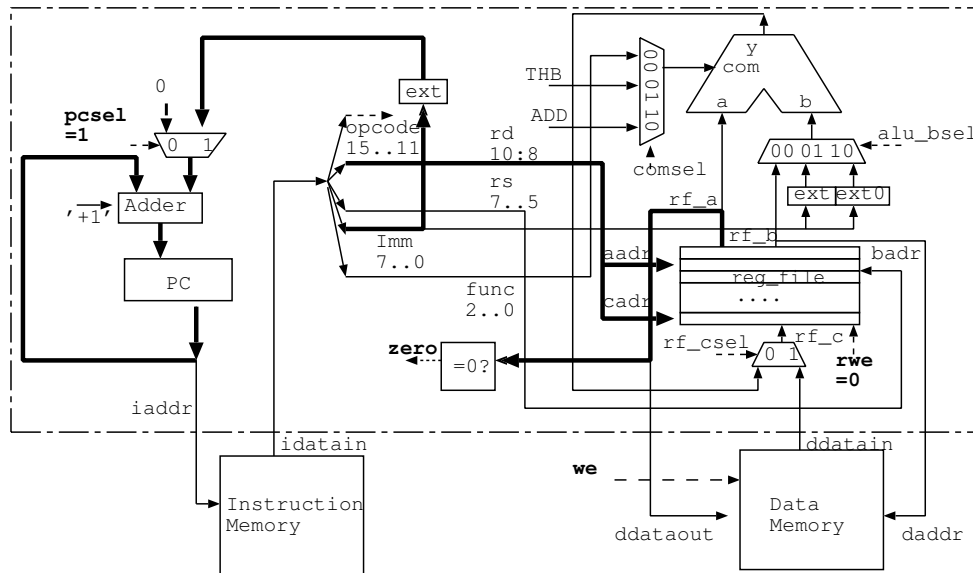 y
com
a
b
00 01 10
THB
ADD
comsel
00 01 10
alu_bsel
ext
ext0
ext
0
pcsel
=1
0 1
Adder
'+1'
PC
opcode
15..11
rd
10:8
rs
7..5
Imm
7..0
func
2..0
rf_a
rf_b
aadr
badr
reg_file
cadr
....
rf_csel
0 1
rf_c
rwe
=0
zero
=0?
iaddr
idatain
ddatain
we
Instruction
Memory
Data
Memory
ddataout
daddr